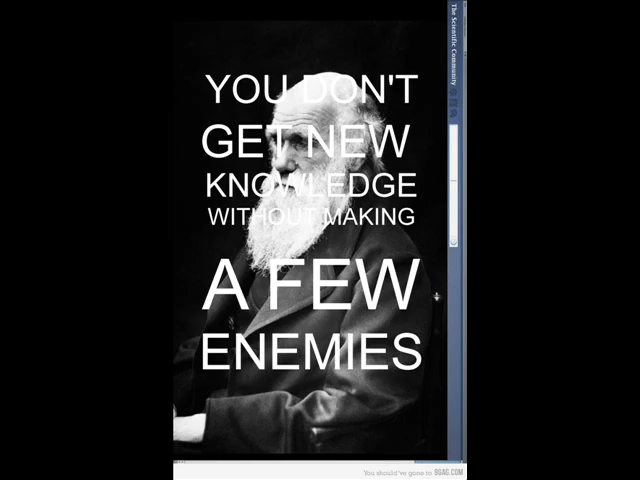 YOU DON'T
GET NEW
KNOWLEDGE
WITHOUT MAKING
A FEW
ENEMIES
The Scientific Community
You should've gone to 9GAG.COM